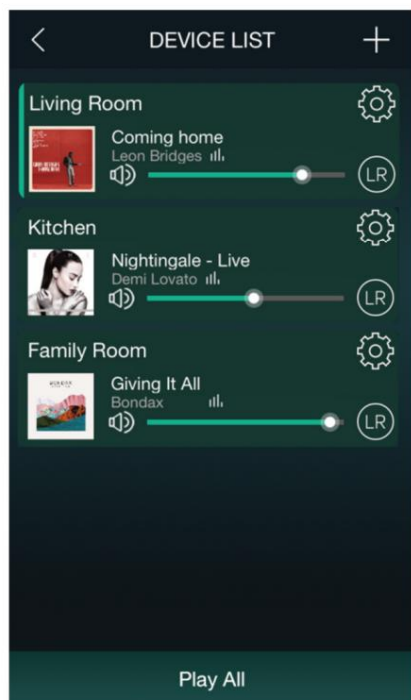 DEVICE LIST
Living Room
Coming home
Leon Bridges
LR
Kitchen
Nightingale - Live
Demi Lovato
LR
Family Room
Giving It All
Bondax
LR
Play All